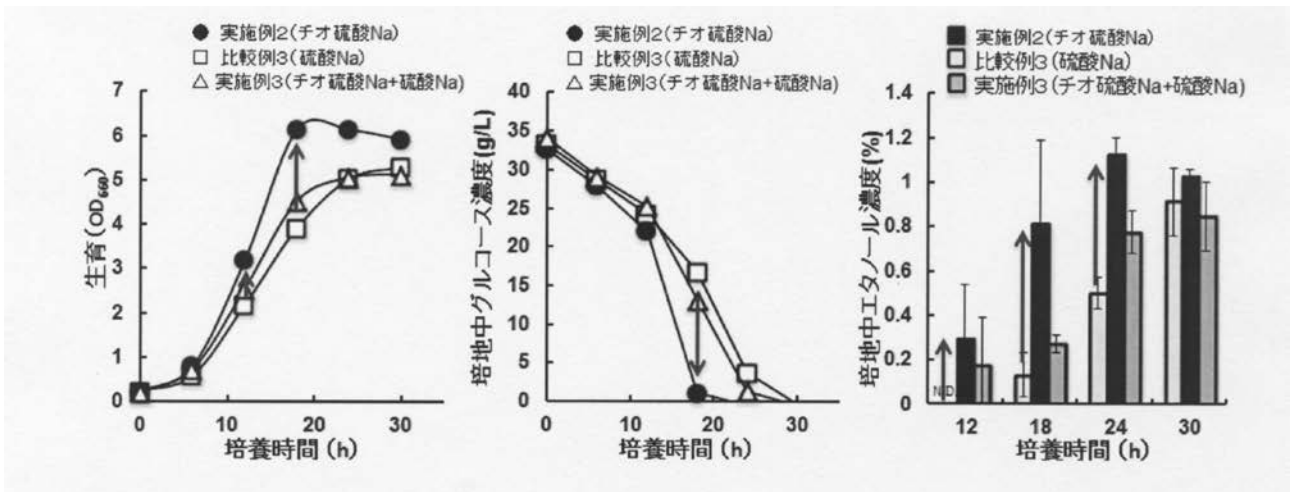 実施例2(チオ硫酸Na)
比較例3(硫酸Na)
実施例3(チオ硫酸Na+硫酸Na)
7
6
5
4
3
2
1
0
生育(OD660)
0
10
20
30
培養時間 (h)
実施例2(チオ硫酸Na)
比較例3(硫酸Na)
実施例3(チオ硫酸Na+硫酸Na)
40
35
30
25
20
15
10
5
0
培地中グルコース濃度(g/L)
0
10
20
30
培養時間 (h)
実施例2(チオ硫酸Na)
比較例3(硫酸Na)
実施例3(チオ硫酸Na+硫酸Na)
1.4
1.2
1
0.8
0.6
0.4
0.2
0
培地中エタノール濃度(%)
N.D
12
18
24
30
培養時間 (h)